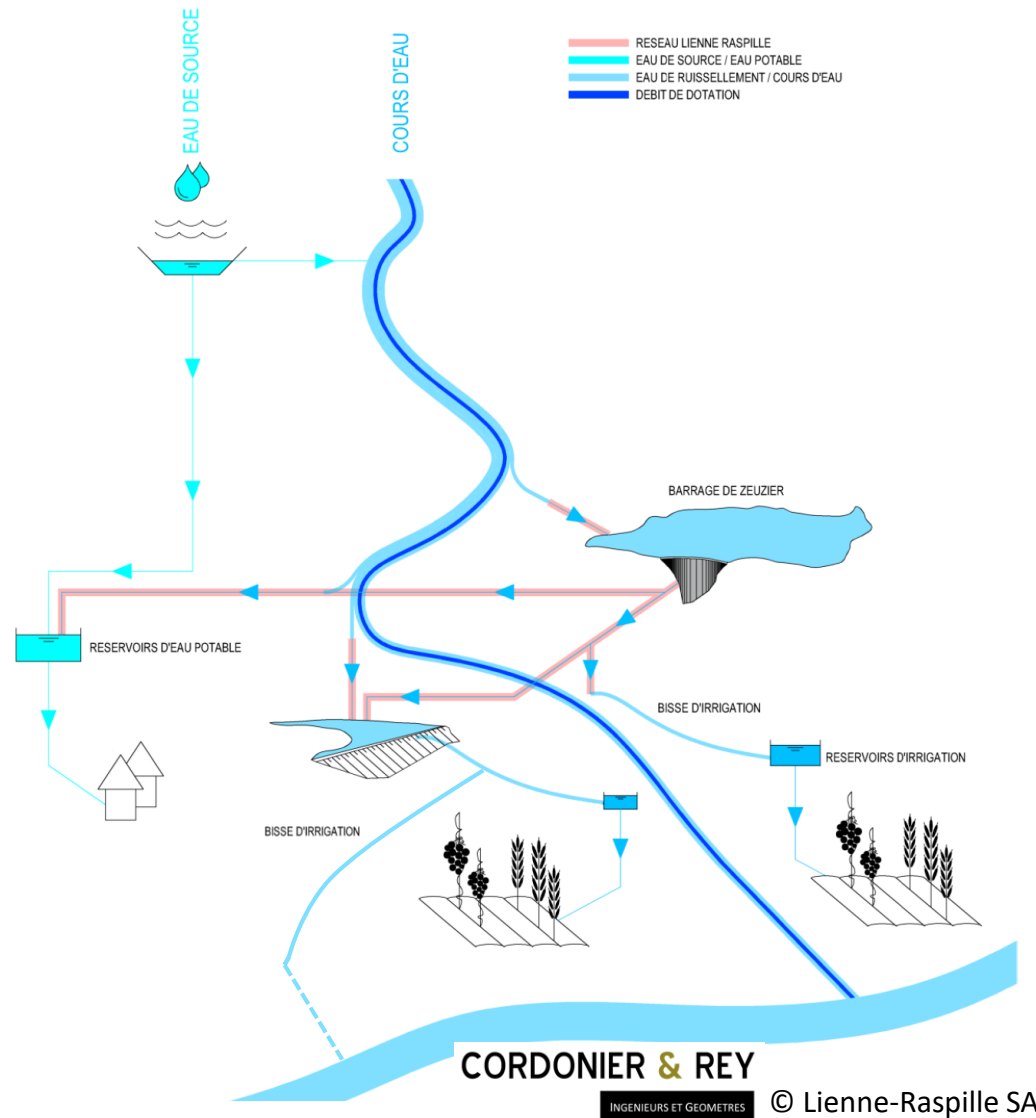 EAU DE SOURCE
COURS D'EAU
RESEAU LIENNE RASPILLE
EAU DE SOURCE / EAU POTABLE
EAU DE RUISSELLEMENT / COURS D'EAU
DEBIT DE DOTATION
BARRAGE DE ZEUZIER
RESERVOIRS D'EAU POTABLE
BISSE D'IRRIGATION
RESERVOIRS D'IRRIGATION
BISSE D'IRRIGATION
CORDONIER & REY
INGENIEURS ET GEOMETRES
© Lienne-Raspille SA